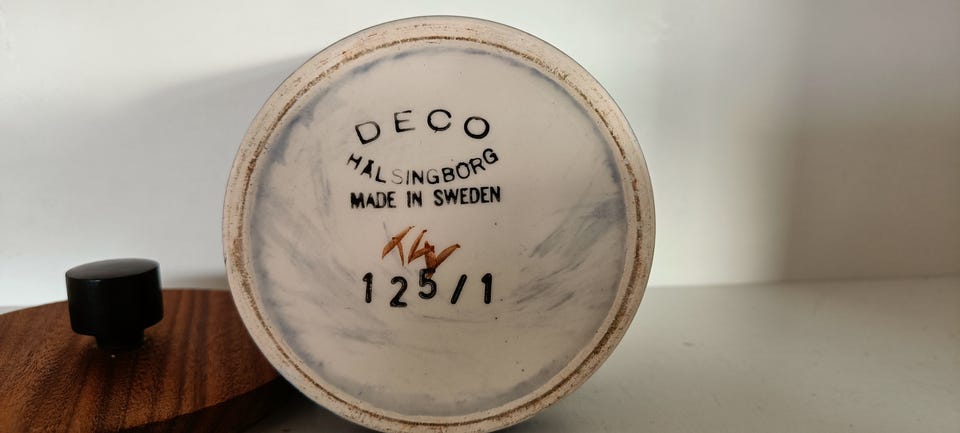 DECO
HÄLSINGBORG
MADE IN SWEDEN
125/1